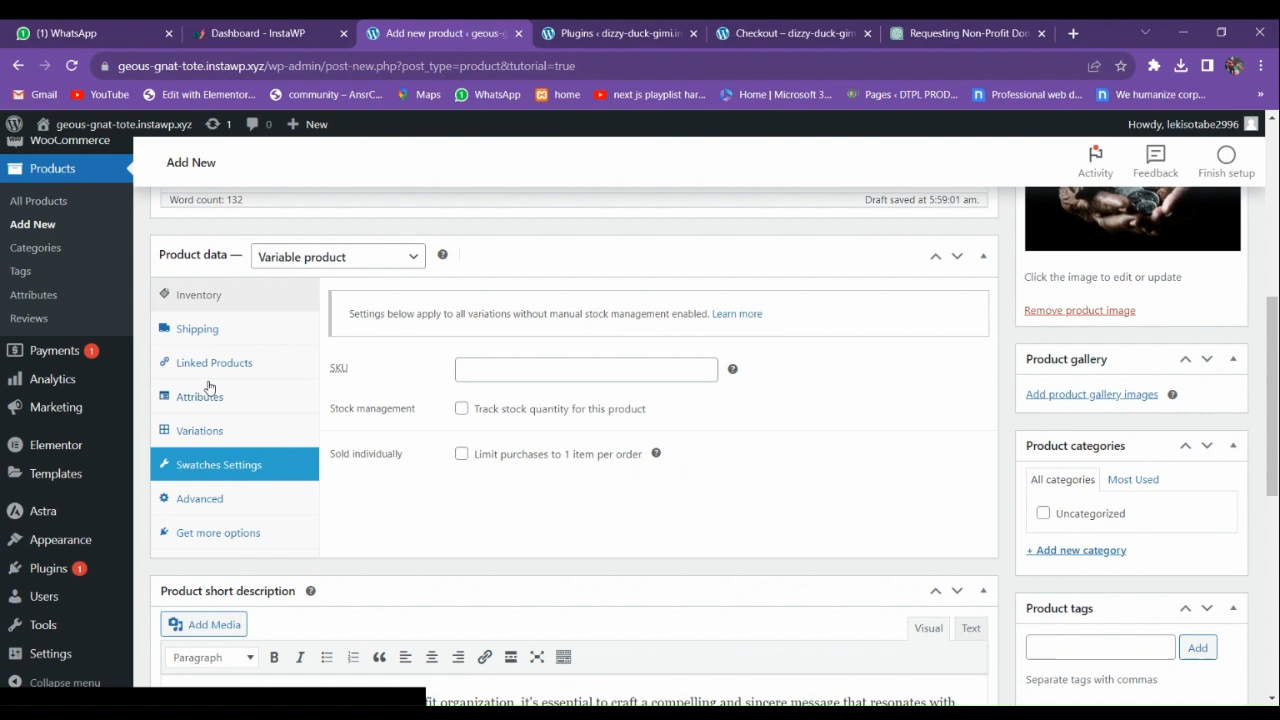 (1) WhatsApp
Dashboard - InstaWP
Add new product ‹ geous-g
Plugins ‹ dizzy-duck-gimi.in
Checkout – dizzy-duck-gim
Requesting Non-Profit Don
geous-gnat-tote.instawp.xyz/wp-admin/post-new.php?post_type=product&tutorial=true
Gmail
YouTube
Edit with Elementor...
community – AnsrC...
Maps
WhatsApp
home
next js playlist har...
Home | Microsoft 3...
Pages ‹ DTPL PROD...
Professional web d...
We humanize corp...
»
geous-gnat-tote.instawp.xyz
1
0
New
Howdy, lekisotabe2996
WooCommerce
Products
All Products
Add New
Categories
Tags
Attributes
Reviews
Payments 1
Analytics
Marketing
Elementor
Templates
Astra
Appearance
Plugins 1
Users
Tools
Settings
Collapse menu
Add New
Activity
Feedback
Finish setup
Word count: 132
Draft saved at 5:59:01 am.
Product data —
Variable product
Inventory
Shipping
Linked Products
Attributes
Variations
Swatches Settings
Advanced
Get more options
Settings below apply to all variations without manual stock management enabled. Learn more
SKU
Stock management
Track stock quantity for this product
Sold individually
Limit purchases to 1 item per order
Product short description
Add Media
Visual
Text
Paragraph
B
I
fit organization, it's essential to craft a compelling and sincere message that resonates with
Click the image to edit or update
Remove product image
Product gallery
Add product gallery images
Product categories
All categories
Most Used
Uncategorized
+ Add new category
Product tags
Add
Separate tags with commas